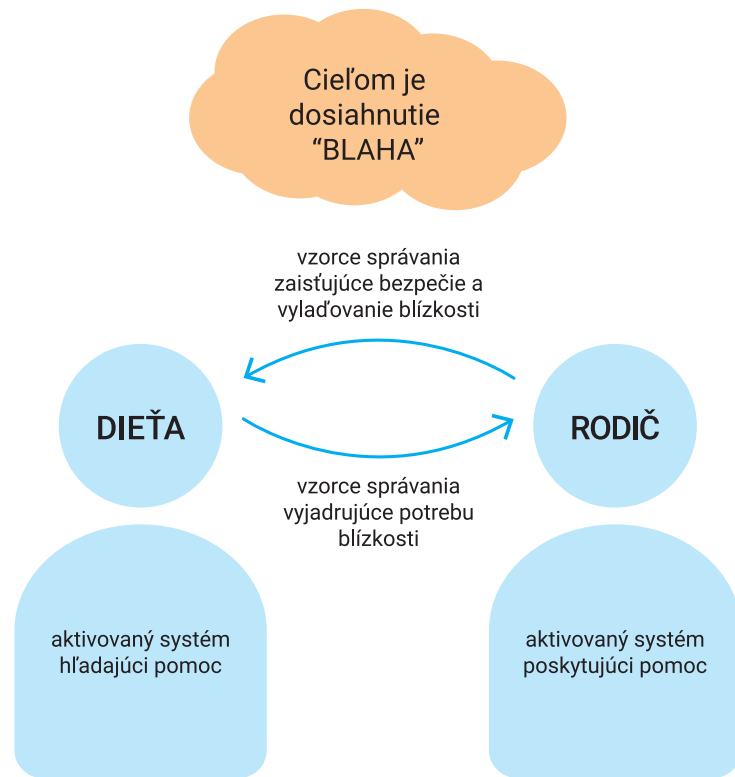 Cieľom je
dosiahnutie
“BLAHA”
vzorce správania
zaisťujúce bezpečie a
vylaďovanie blízkosti
DIEŤA
RODIČ
vzorce správania
vyjadrujúce potrebu
blízkosti
aktivovaný systém
hľadajúci pomoc
aktivovaný systém
poskytujúci pomoc